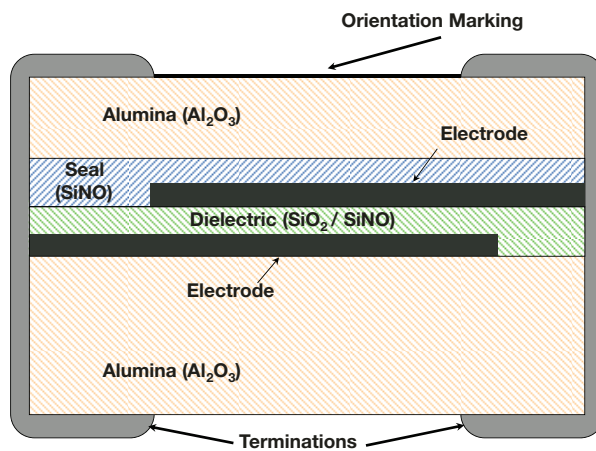 Orientation Marking
Alumina (Al₂O₃)
Electrode
Seal
(SiNO)
Dielectric (SiO₂ / SiNO)
Electrode
Alumina (Al₂O₃)
Terminations